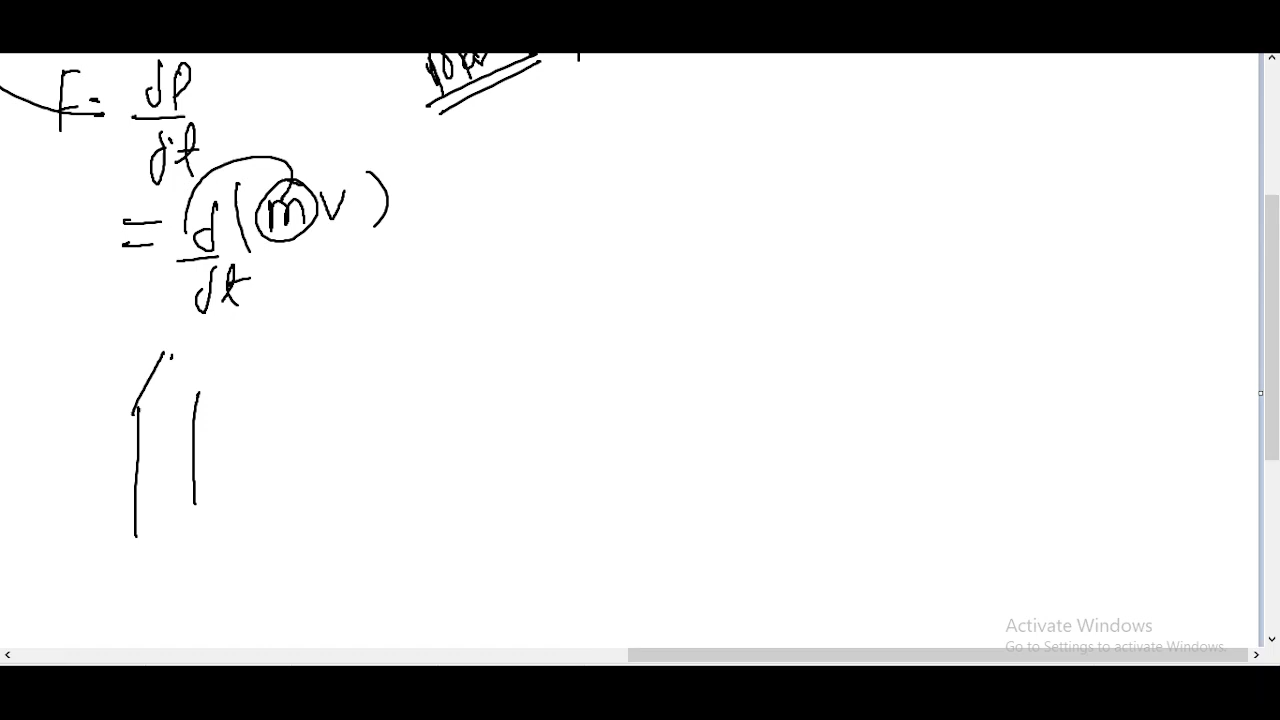 F = dp/dt
= d/dt (mv)
Activate Windows
Go to Settings to activate Windows.